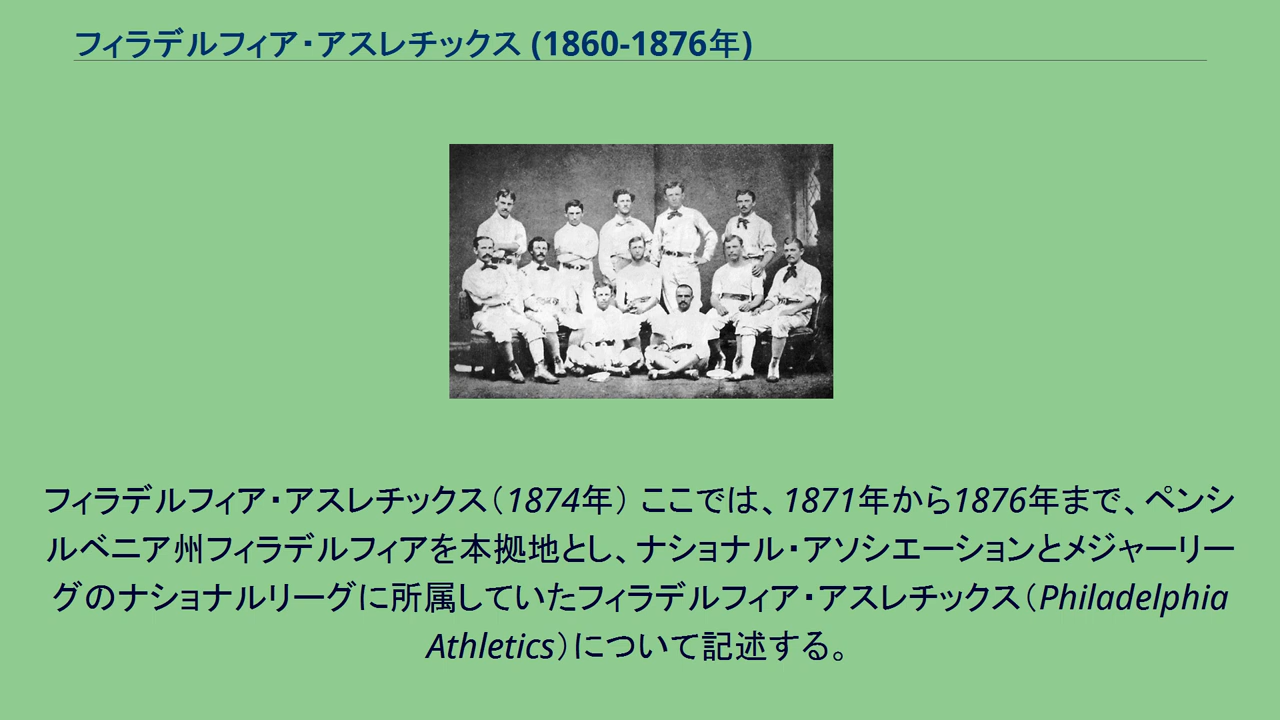 フィラデルフィア・アスレチックス (1860-1876年)
フィラデルフィア・アスレチックス（1874年） ここでは、1871年から1876年まで、ペンシ
ルベニア州フィラデルフィアを本拠地とし、ナショナル・アソシエーションとメジャーリー
グのナショナルリーグに所属していたフィラデルフィア・アスレチックス（Philadelphia
Athletics）について記述する。